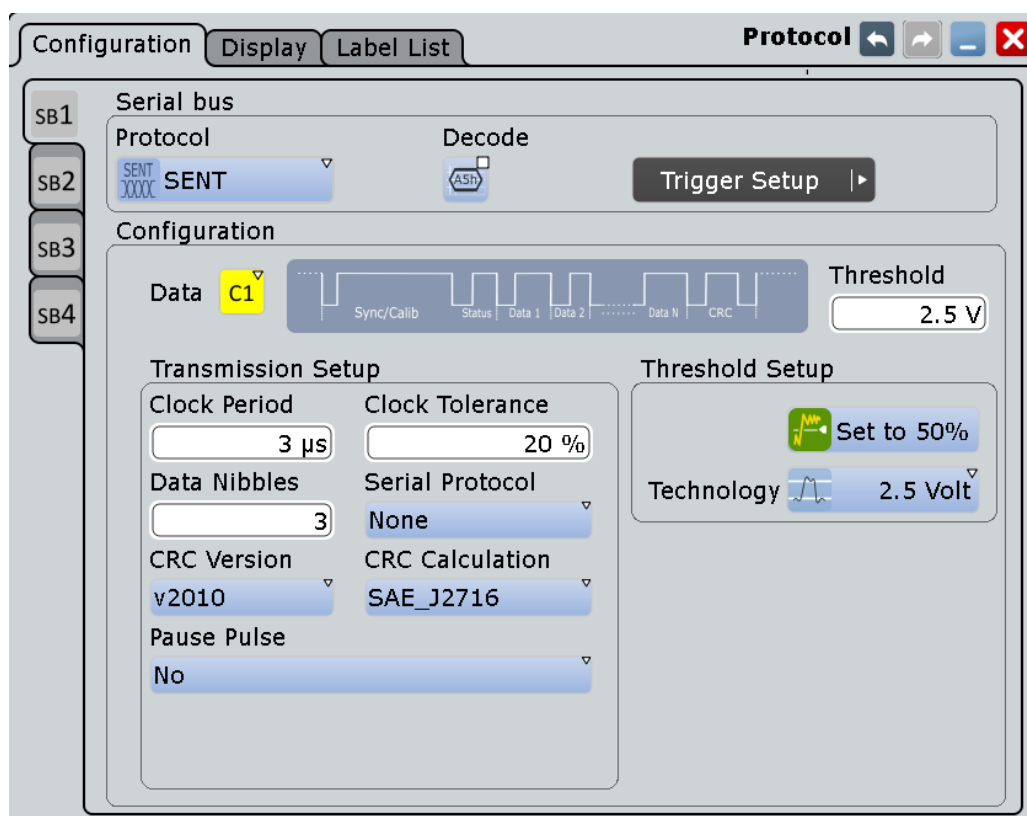 Configuration Display Label List Protocol
SB1
SB2
SB3
SB4
Serial bus
Protocol Decode
SENT XXXX SENT A5h Trigger Setup
Configuration
Data C1 Threshold
Sync/Calib Status Data 1 Data 2 ........ Data N CRC
2.5 V
Transmission Setup
Clock Period Clock Tolerance
3 µs 20 %
Data Nibbles Serial Protocol
3 None
CRC Version CRC Calculation
v2010 SAE_J2716
Pause Pulse
No
Threshold Setup
Set to 50%
Technology 2.5 Volt